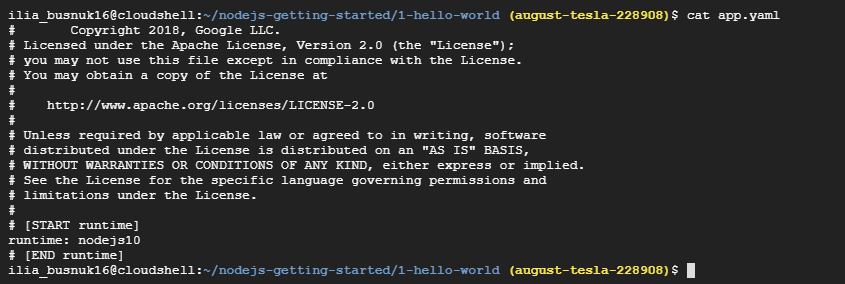 ilia_busnuk16@cloudshell:~/nodejs-getting-started/1-hello-world (august-tesla-228908)$ cat app.yaml
#       Copyright 2018, Google LLC.
# Licensed under the Apache License, Version 2.0 (the "License");
# you may not use this file except in compliance with the License.
# You may obtain a copy of the License at
#
#    http://www.apache.org/licenses/LICENSE-2.0
#
# Unless required by applicable law or agreed to in writing, software
# distributed under the License is distributed on an "AS IS" BASIS,
# WITHOUT WARRANTIES OR CONDITIONS OF ANY KIND, either express or implied.
# See the License for the specific language governing permissions and
# limitations under the License.
#
# [START runtime]
runtime: nodejs10
# [END runtime]
ilia_busnuk16@cloudshell:~/nodejs-getting-started/1-hello-world (august-tesla-228908)$